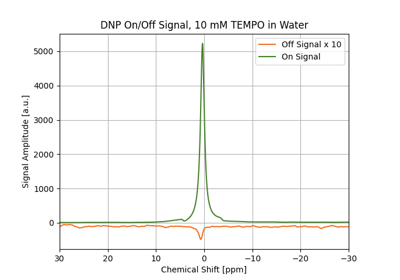 DNP On/Off Signal, 10 mM TEMPO in Water
Off Signal x 10
On Signal
5000
4000
3000
2000
1000
0
Signal Amplitude [a.u.]
30 20 10 0 −10 −20 −30
Chemical Shift [ppm]